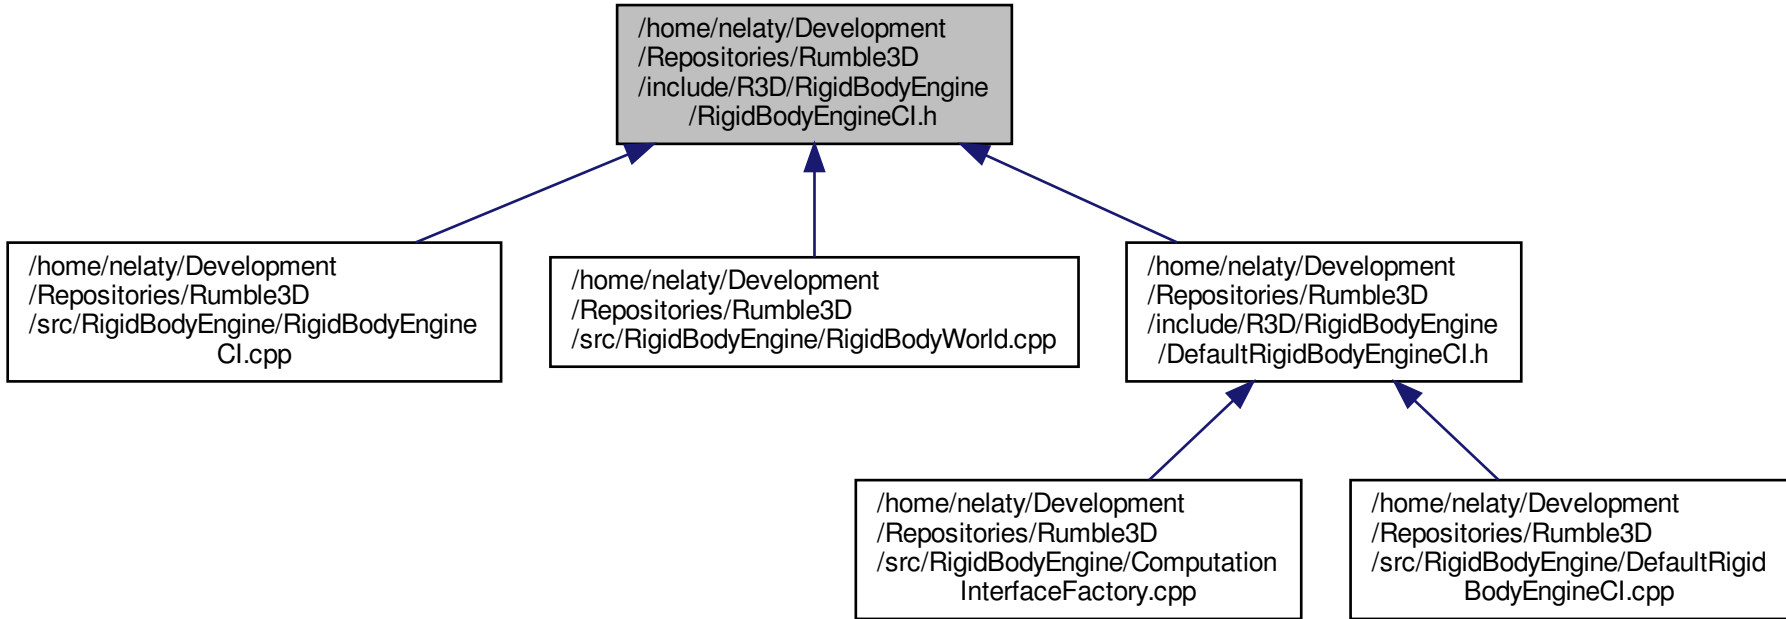 /home/nelaty/Development
/Repositories/Rumble3D
/include/R3D/RigidBodyEngine
/RigidBodyEngineCI.h
/home/nelaty/Development
/Repositories/Rumble3D
/src/RigidBodyEngine/RigidBodyEngine
CI.cpp
/home/nelaty/Development
/Repositories/Rumble3D
/src/RigidBodyEngine/RigidBodyWorld.cpp
/home/nelaty/Development
/Repositories/Rumble3D
/include/R3D/RigidBodyEngine
/DefaultRigidBodyEngineCI.h
/home/nelaty/Development
/Repositories/Rumble3D
/src/RigidBodyEngine/Computation
InterfaceFactory.cpp
/home/nelaty/Development
/Repositories/Rumble3D
/src/RigidBodyEngine/DefaultRigid
BodyEngineCI.cpp